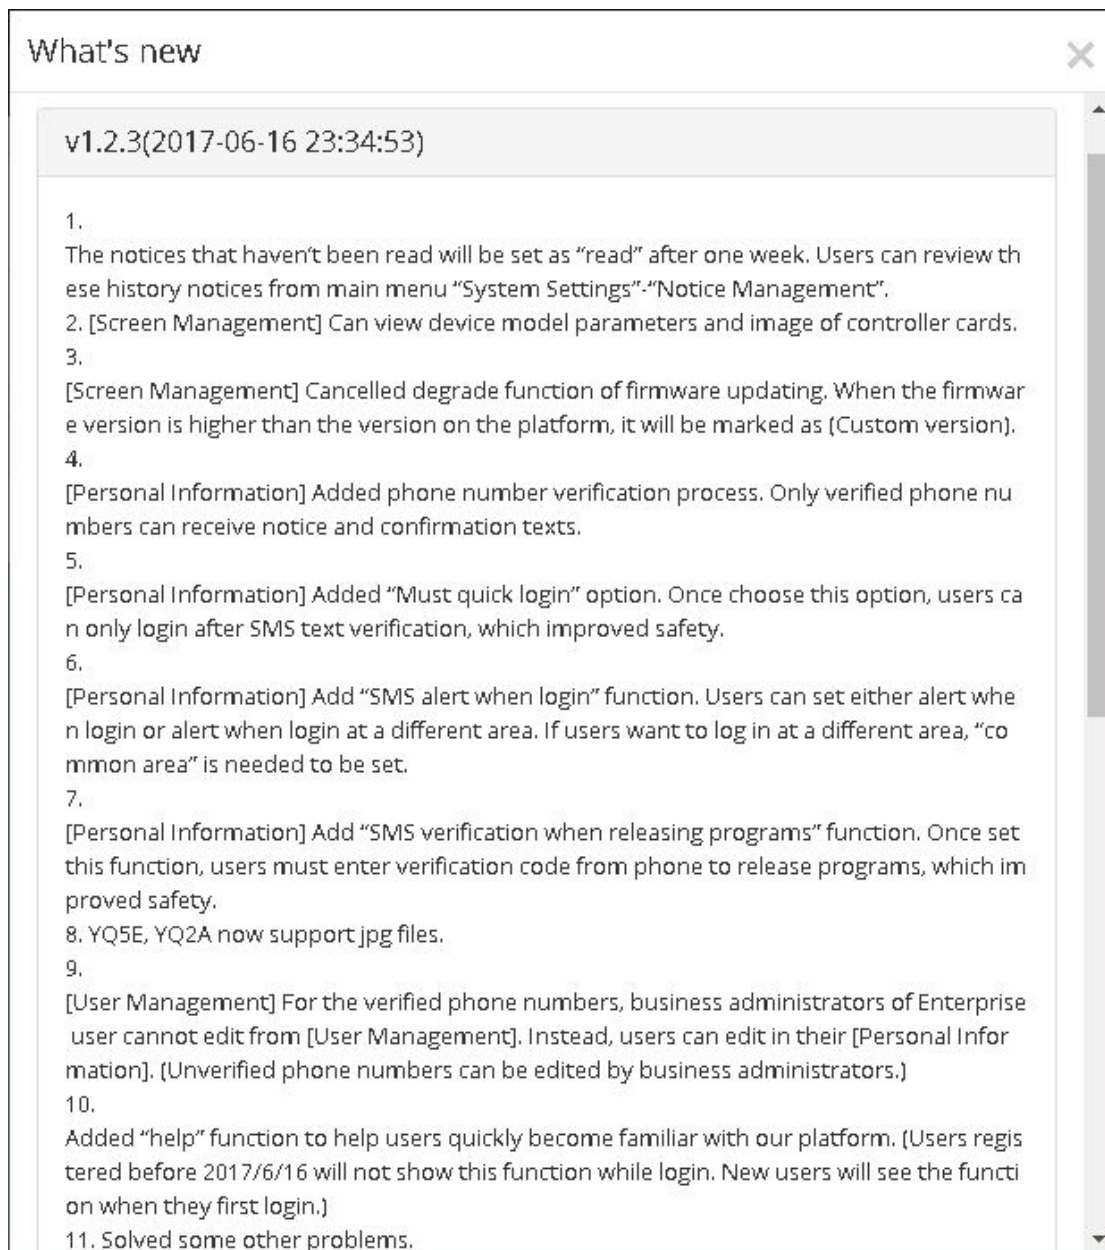 What's new
v1.2.3(2017-06-16 23:34:53)
1.
The notices that haven't been read will be set as “read” after one week. Users can review th
ese history notices from main menu “System Settings”-“Notice Management”.
2. [Screen Management] Can view device model parameters and image of controller cards.
3.
[Screen Management] Cancelled degrade function of firmware updating. When the firmwar
e version is higher than the version on the platform, it will be marked as (Custom version).
4.
[Personal Information] Added phone number verification process. Only verified phone nu
mbers can receive notice and confirmation texts.
5.
[Personal Information] Added “Must quick login” option. Once choose this option, users ca
n only login after SMS text verification, which improved safety.
6.
[Personal Information] Add “SMS alert when login” function. Users can set either alert whe
n login or alert when login at a different area. If users want to log in at a different area, “co
mmon area” is needed to be set.
7.
[Personal Information] Add “SMS verification when releasing programs” function. Once set
this function, users must enter verification code from phone to release programs, which im
proved safety.
8. YQ5E, YQ2A now support jpg files.
9.
[User Management] For the verified phone numbers, business administrators of Enterprise
user cannot edit from [User Management]. Instead, users can edit in their [Personal Infor
mation]. (Unverified phone numbers can be edited by business administrators.)
10.
Added “help” function to help users quickly become familiar with our platform. (Users regis
tered before 2017/6/16 will not show this function while login. New users will see the functi
on when they first login.)
11. Solved some other problems.